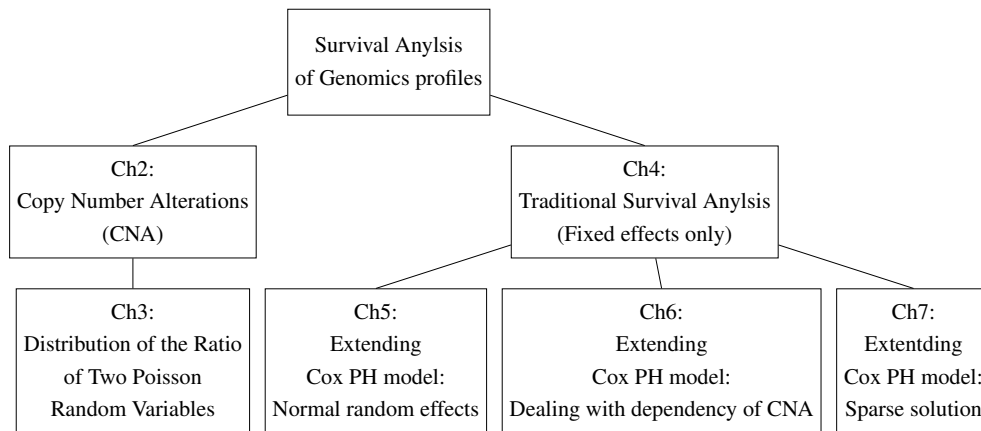 Survival Anylsis
of Genomics profiles
Ch2:
Copy Number Alterations
(CNA)
Ch4:
Traditional Survival Anylsis
(Fixed effects only)
Ch3:
Distribution of the Ratio
of Two Poisson
Random Variables
Ch5:
Extending
Cox PH model:
Normal random effects
Ch6:
Extending
Cox PH model:
Dealing with dependency of CNA
Ch7:
Extentding
Cox PH model:
Sparse solution